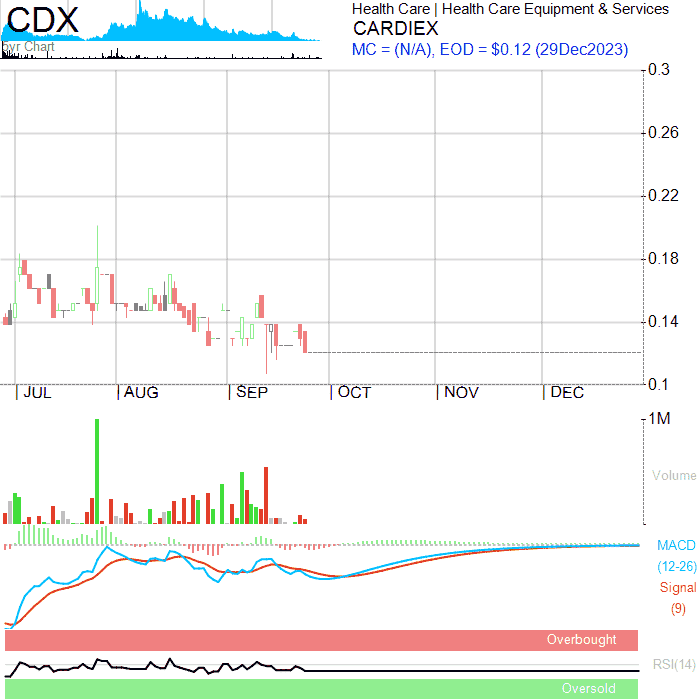 CDX
Health Care | Health Care Equipment & Services
CARDIEX
MC = (N/A), EOD = $0.12 (29Dec2023)
0.3
0.26
0.22
0.18
0.14
0.1
JUL
AUG
SEP
OCT
NOV
DEC
1M
Volume
MACD
(12-26)
Signal
(9)
Overbought
RSI(14)
Oversold